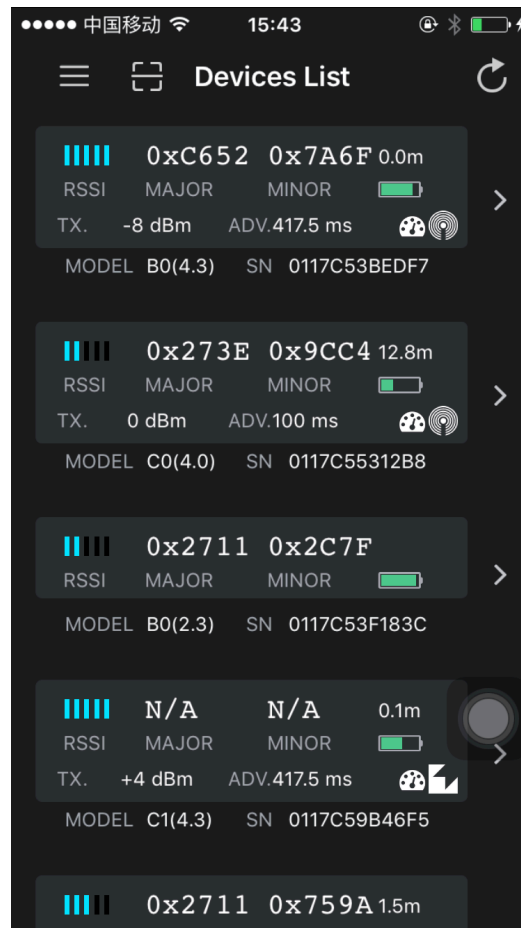 中国移动 15:43
Devices List
0xC652 0x7A6F 0.0m
RSSI MAJOR MINOR
TX. -8 dBm ADV.417.5 ms
MODEL B0(4.3) SN 0117C53BEDF7
0x273E 0x9CC4 12.8m
RSSI MAJOR MINOR
TX. 0 dBm ADV.100 ms
MODEL C0(4.0) SN 0117C55312B8
0x2711 0x2C7F
RSSI MAJOR MINOR
MODEL B0(2.3) SN 0117C53F183C
N/A N/A 0.1m
RSSI MAJOR MINOR
TX. +4 dBm ADV.417.5 ms
MODEL C1(4.3) SN 0117C59B46F5
0x2711 0x759A 1.5m